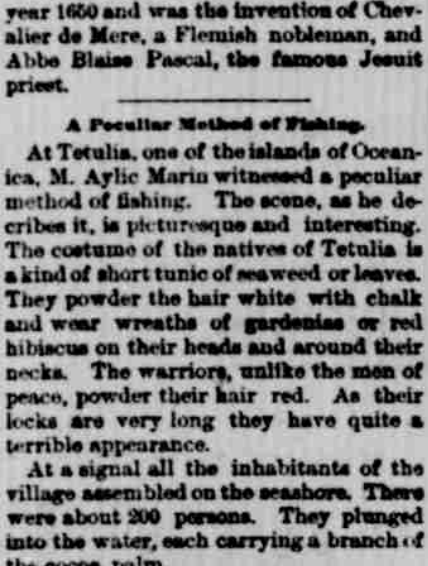 year 1650 and was the invention of Chev-
alier de Mere, a Flemish nobleman, and
Abbe Blaise Pascal, the famous Jesuit
priest.
A Peculiar Method of Fishing.
At Tetulia, one of the islands of Ocean-
ica, M. Aylic Marin witnessed a peculiar
method of fishing. The scene, as he de-
cribes it, is picturesque and interesting.
The costume of the natives of Tetulia is
a kind of short tunic of seaweed or leaves.
They powder the hair white with chalk
and wear wreaths of gardenias or red
hibiscus on their heads and around their
necks. The warriors, unlike the men of
peace, powder their hair red. As their
locks are very long they have quite a
terrible appearance.
At a signal all the inhabitants of the
village assembled on the seashore. There
were about 200 persons. They plunged
into the water, each carrying a branch of
the cocoa palm